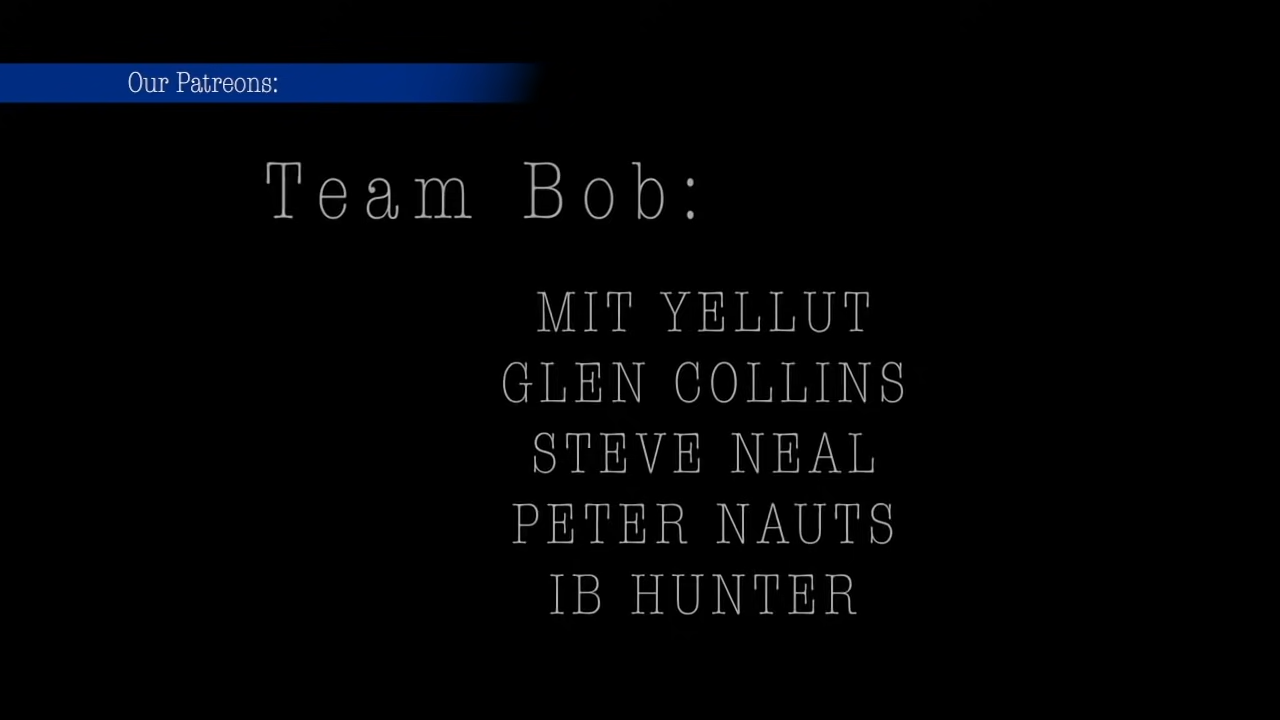 Our Patreons:
Team Bob:
MIT YELLUT
GLEN COLLINS
STEVE NEAL
PETER NAUTS
IB HUNTER